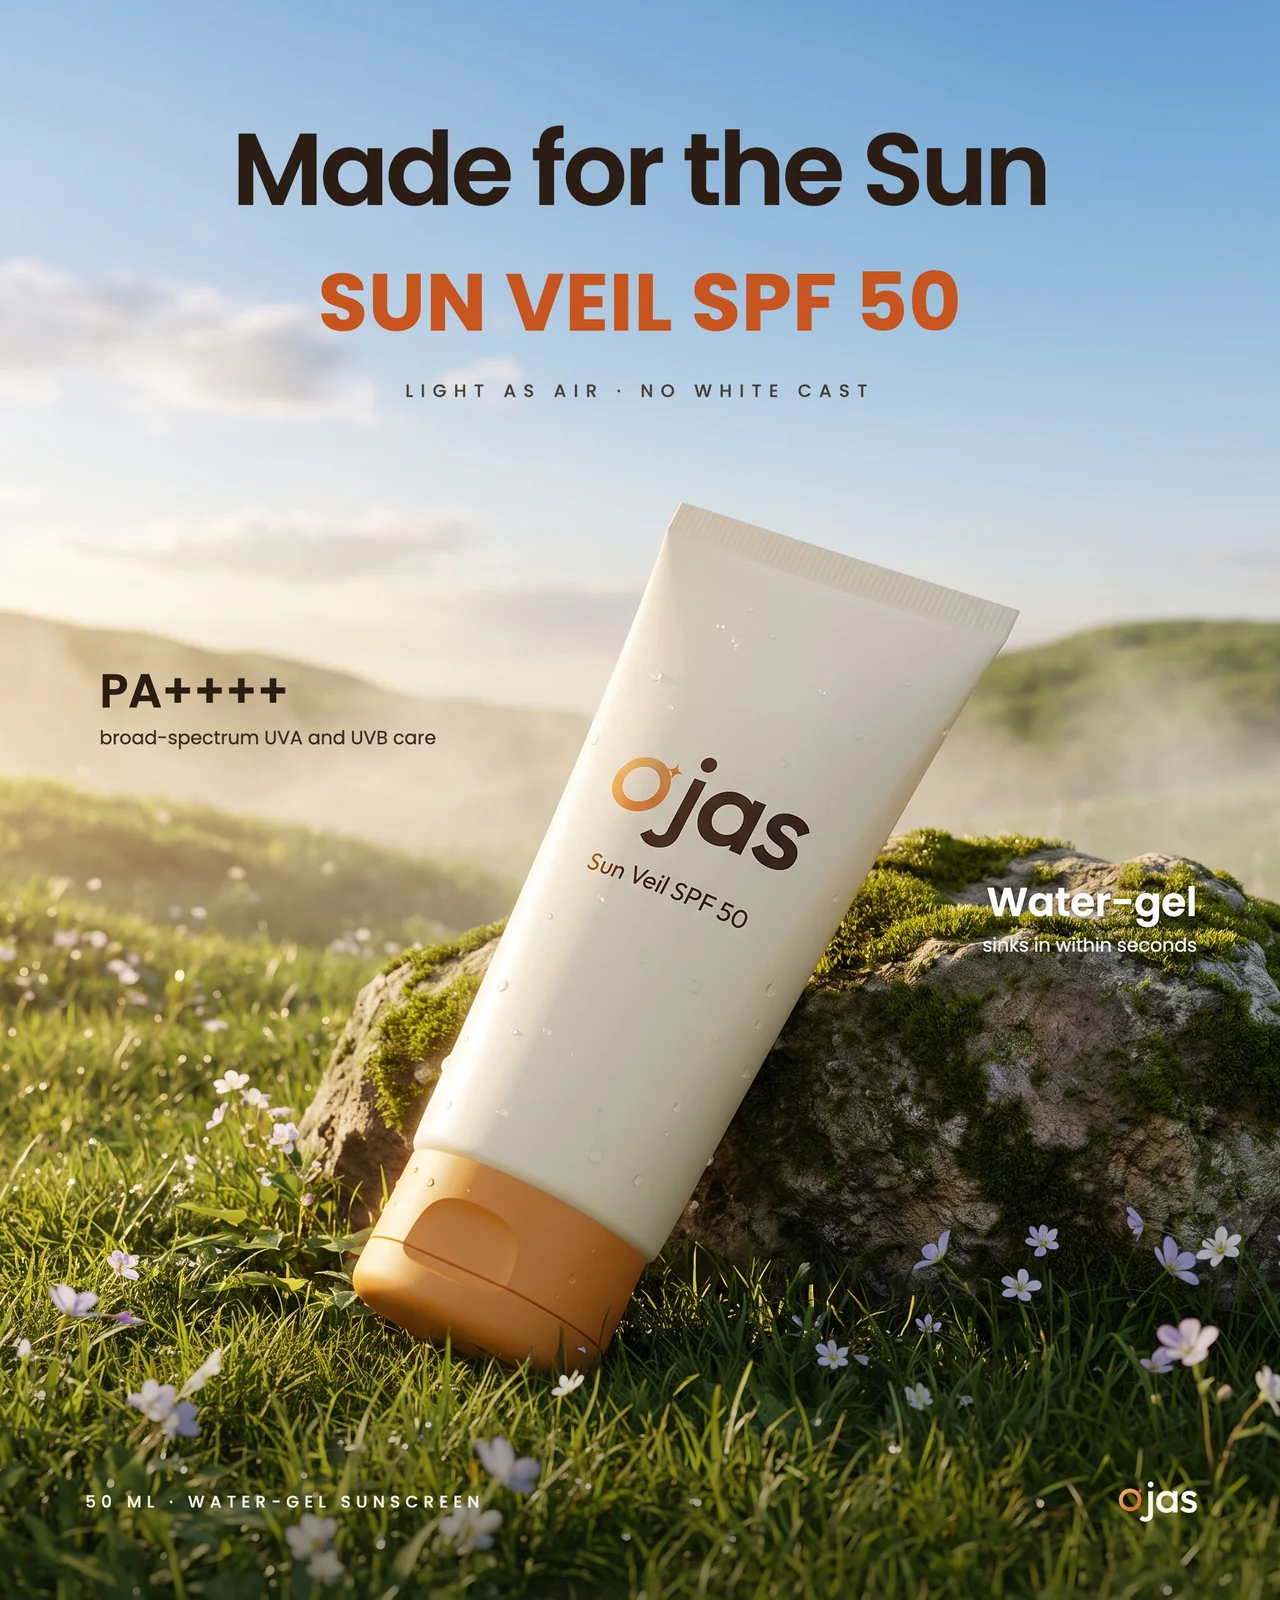 Made for the Sun
SUN VEIL SPF 50
LIGHT AS AIR · NO WHITE CAST
PA++++
broad-spectrum UVA and UVB care
ojas
Sun Veil SPF 50
Water-gel
sinks in within seconds
50 ML · WATER-GEL SUNSCREEN
ojas